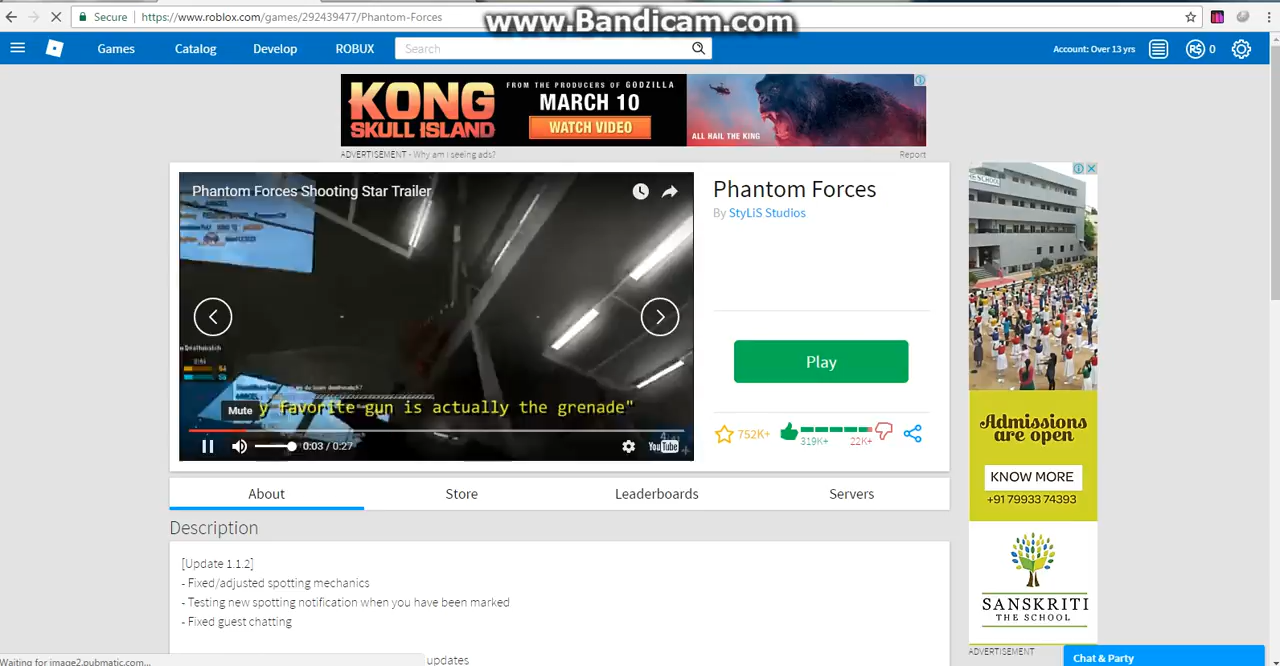 Secure https://www.roblox.com/games/292439477/Phantom-Forces
www.Bandicam.com
Games Catalog Develop ROBUX Search Account: Over 13 yrs R$ 0
KONG
SKULL ISLAND
FROM THE PRODUCERS OF GODZILLA
MARCH 10
WATCH VIDEO
ALL HAIL THE KING
ADVERTISEMENT - Why am I seeing ads? Report
Phantom Forces Shooting Star Trailer
Mute
y favorite gun is actually the grenade"
0:03 / 0:27
YouTube
Phantom Forces
By StyLiS Studios
Play
752K+ 319K+ 22K+
About Store Leaderboards Servers
Description
[Update 1.1.2]
- Fixed/adjusted spotting mechanics
- Testing new spotting notification when you have been marked
- Fixed guest chatting
updates
Waiting for image2.pubmatic.com...
Admissions
are open
KNOW MORE
+91 79933 74393
SANSKRITI
THE SCHOOL
ADVERTISEMENT
Chat & Party